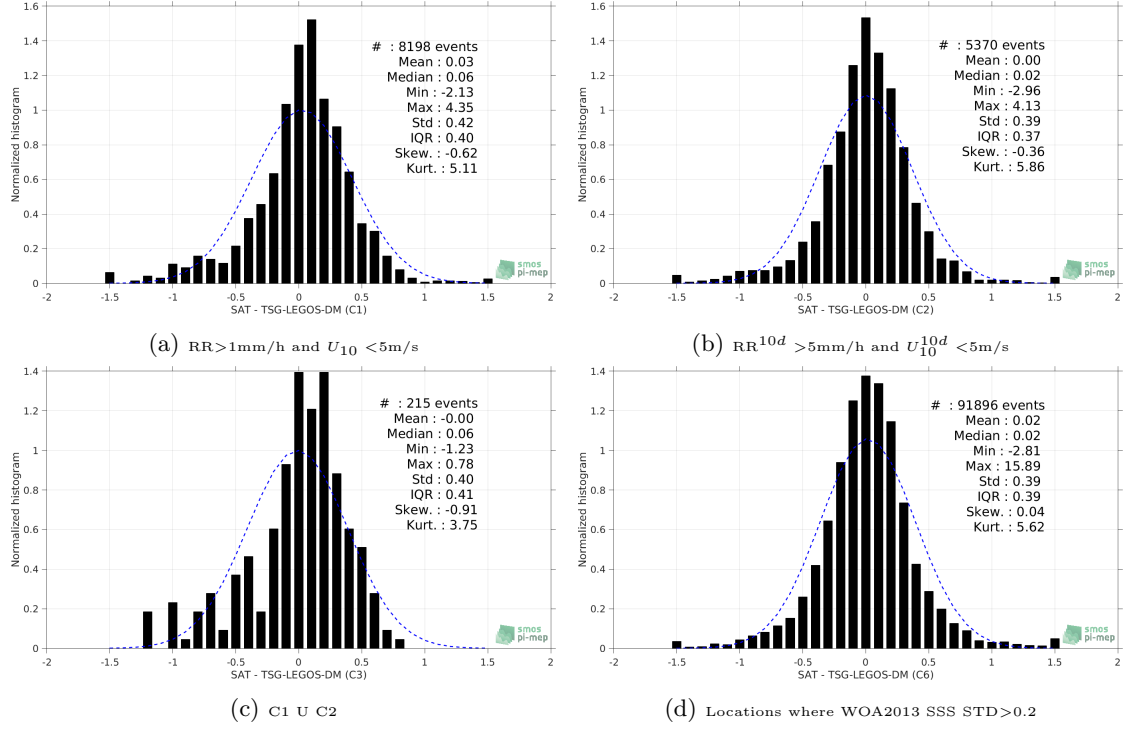 1.6
1.4
1.2
1
0.8
0.6
0.4
0.2
0
Normalized histogram
# : 8198 events
Mean : 0.03
Median : 0.06
Min : -2.13
Max : 4.35
Std : 0.42
IQR : 0.40
Skew. : -0.62
Kurt. : 5.11
smos
pi-mep
-2 -1.5 -1 -0.5 0 0.5 1 1.5 2
SAT - TSG-LEGOS-DM (C1)
(a) RR>1mm/h and U10 <5m/s
1.6
1.4
1.2
1
0.8
0.6
0.4
0.2
0
Normalized histogram
# : 5370 events
Mean : 0.00
Median : 0.02
Min : -2.96
Max : 4.13
Std : 0.39
IQR : 0.37
Skew. : -0.36
Kurt. : 5.86
smos
pi-mep
-2 -1.5 -1 -0.5 0 0.5 1 1.5 2
SAT - TSG-LEGOS-DM (C2)
(b) RR10d >5mm/h and U10d10 <5m/s
1.4
1.2
1
0.8
0.6
0.4
0.2
0
Normalized histogram
# : 215 events
Mean : -0.00
Median : 0.06
Min : -1.23
Max : 0.78
Std : 0.40
IQR : 0.41
Skew. : -0.91
Kurt. : 3.75
smos
pi-mep
-2 -1.5 -1 -0.5 0 0.5 1 1.5 2
SAT - TSG-LEGOS-DM (C3)
(c) C1 U C2
1.4
1.2
1
0.8
0.6
0.4
0.2
0
Normalized histogram
# : 91896 events
Mean : 0.02
Median : 0.02
Min : -2.81
Max : 15.89
Std : 0.39
IQR : 0.39
Skew. : 0.04
Kurt. : 5.62
smos
pi-mep
-2 -1.5 -1 -0.5 0 0.5 1 1.5 2
SAT - TSG-LEGOS-DM (C6)
(d) Locations where WOA2013 SSS STD>0.2